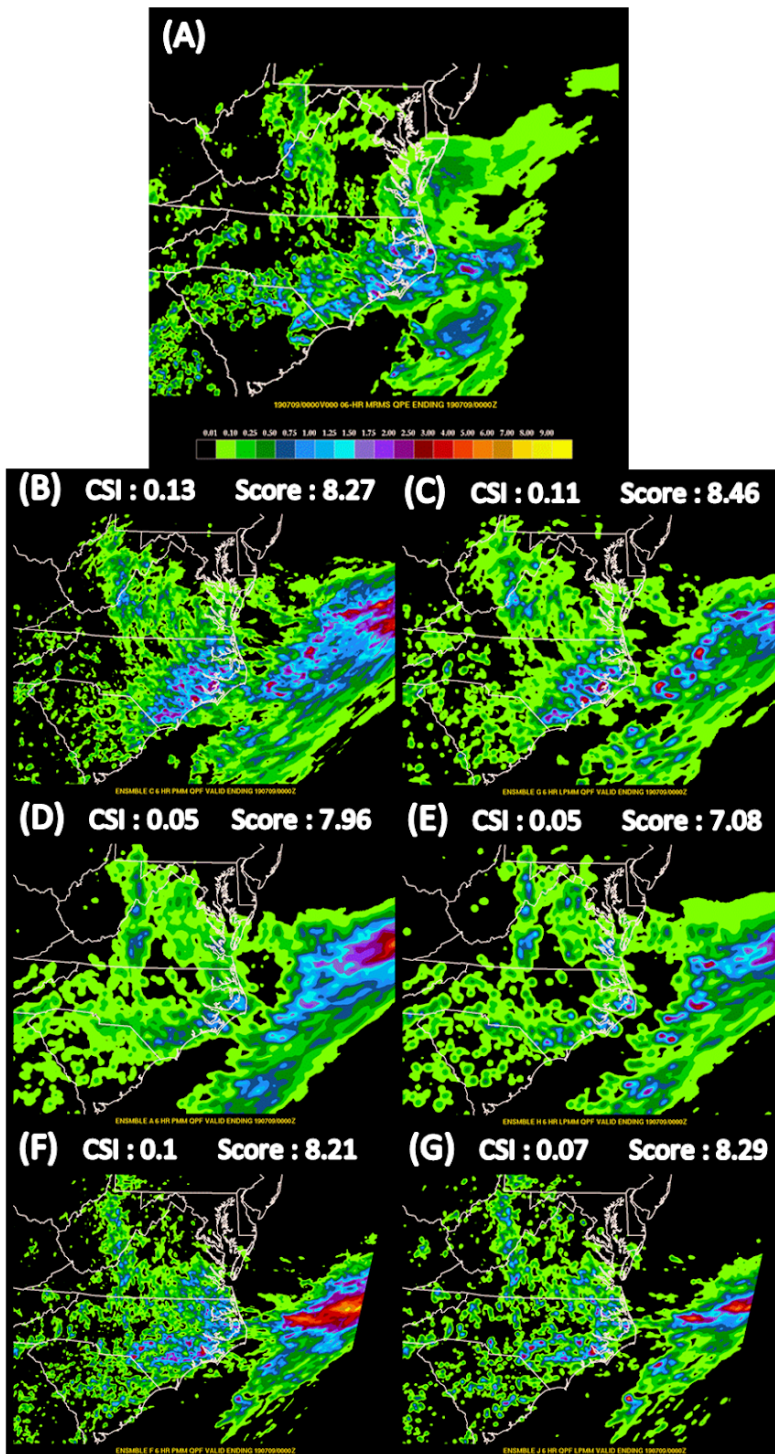 (A)
190709/0000V000 06-HR MRMS QPE ENDING 190709/0000Z
0.01 0.10 0.25 0.50 0.75 1.00 1.25 1.50 1.75 2.00 2.50 3.00 4.00 5.00 6.00 7.00 8.00 9.00
(B) CSI : 0.13 Score : 8.27
(C) CSI : 0.11 Score : 8.46
ENSMBLE C 6 HR PMM QPF VALID ENDING 190709/0000Z
ENSMBLE G 6 HR LPMM QPF VALID ENDING 190709/0000Z
(D) CSI : 0.05 Score : 7.96
(E) CSI : 0.05 Score : 7.08
ENSMBLE A 6 HR PMM QPF VALID ENDING 190709/0000Z
ENSMBLE H 6 HR LPMM QPF VALID ENDING 190709/0000Z
(F) CSI : 0.1 Score : 8.21
(G) CSI : 0.07 Score : 8.29
ENSMBLE F 6 HR PMM QPF VALID ENDING 190709/0000Z
ENSMBLE J 6 HR LPMM QPF VALID ENDING 190709/0000Z